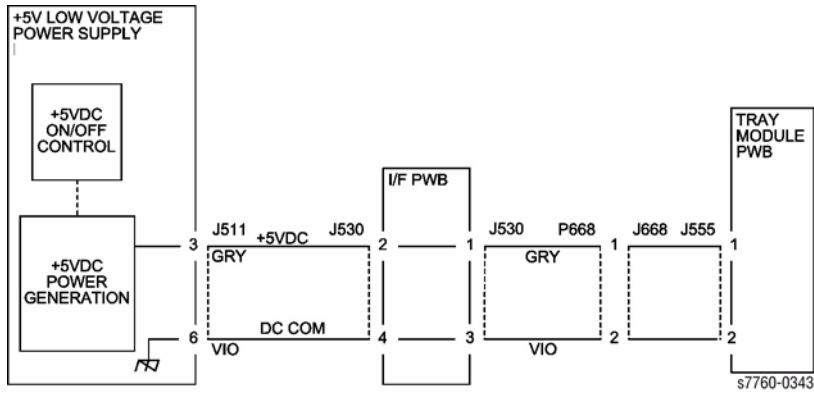 +5V LOW VOLTAGE
POWER SUPPLY
+5VDC
ON/OFF
CONTROL
+5VDC
POWER
GENERATION
I/F PWB
TRAY
MODULE
PWB
3 J511 +5VDC J530 2 1 J530 P668 1 J668 J555 1
GRY GRY
6 DC COM 4 3 2 2
VIO VIO
s7760-0343